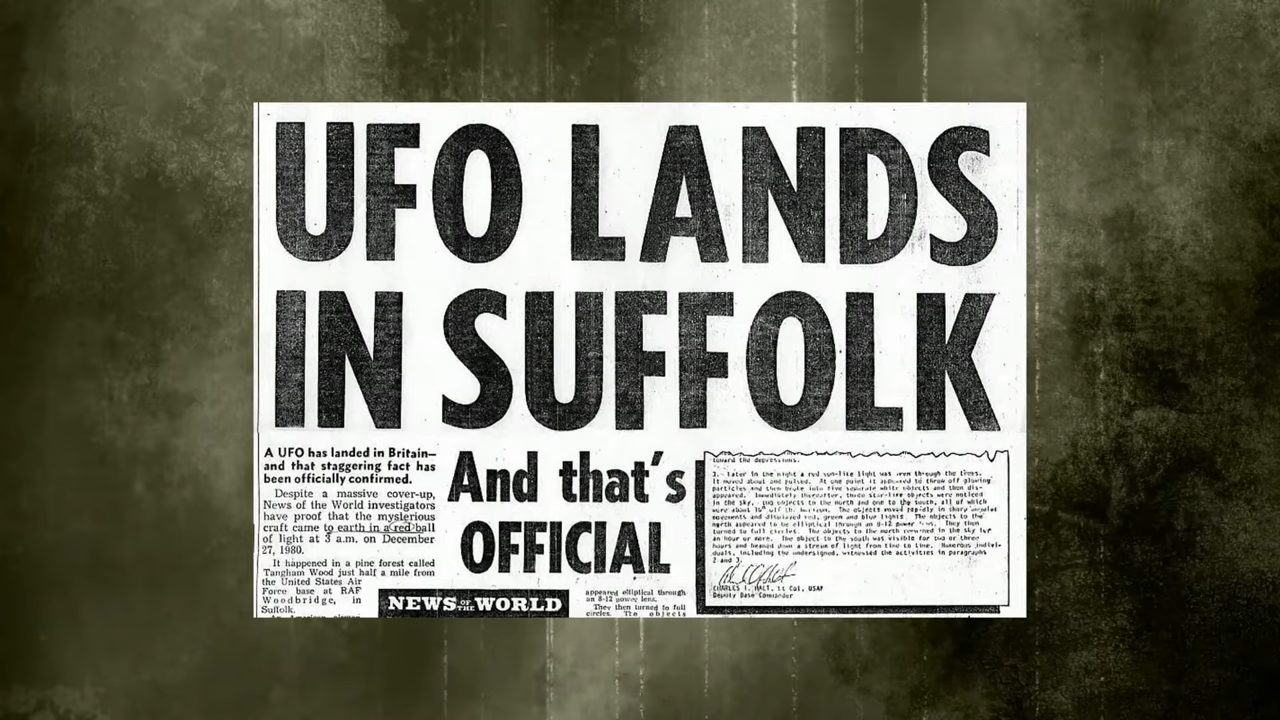 UFO LANDS
IN SUFFOLK
And that's
OFFICIAL
A UFO has landed in Britain—
and that staggering fact has
been officially confirmed.
Despite a massive cover-up,
News of the World investigators
have proof that the mysterious
craft came to earth in a red ball
of light at 3 a.m. on December
27, 1980.
It happened in a pine forest called
Tangham Wood just half a mile from
the United States Air
Force base at RAF
Woodbridge, in
Suffolk.
NEWS OF THE WORLD
appeared elliptical through
an 8-12 power lens.
They then turned to full
circles. The objects
toward the depressions.
3. Later in the night a red sun-like light was seen through the trees.
It moved about and pulsed. At one point it appeared to throw off glowing
particles and then broke into five separate white objects and then dis-
appeared. Immediately thereafter, three star-like objects were noticed
in the sky, two objects to the north and one to the south, all of which
were about 10° off the horizon. The objects moved rapidly in sharp angular
movements and displayed red, green and blue lights. The objects to the
north appeared to be elliptical through an 8-12 power lens. They then
turned to full circles. The objects to the north remained in the sky for
an hour or more. The object to the south was visible for two or three
hours and beamed down a stream of light from time to time. Numerous indivi-
duals, including the undersigned, witnessed the activities in paragraphs
2 and 3.
CHARLES I. HALT, Lt Col, USAF
Deputy Base Commander